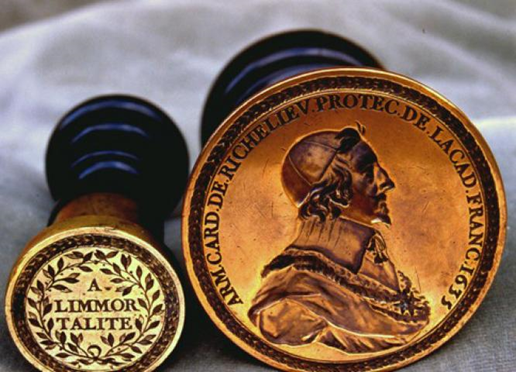 A
LIMMOR
TALITE
ARM.CARD.DE.RICHELIEV.PROTEC.DE.LACAD.FRANC.1635